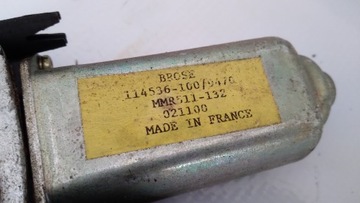 BROSE
114536-100/9476
MMR511-132
021100
MADE IN FRANCE